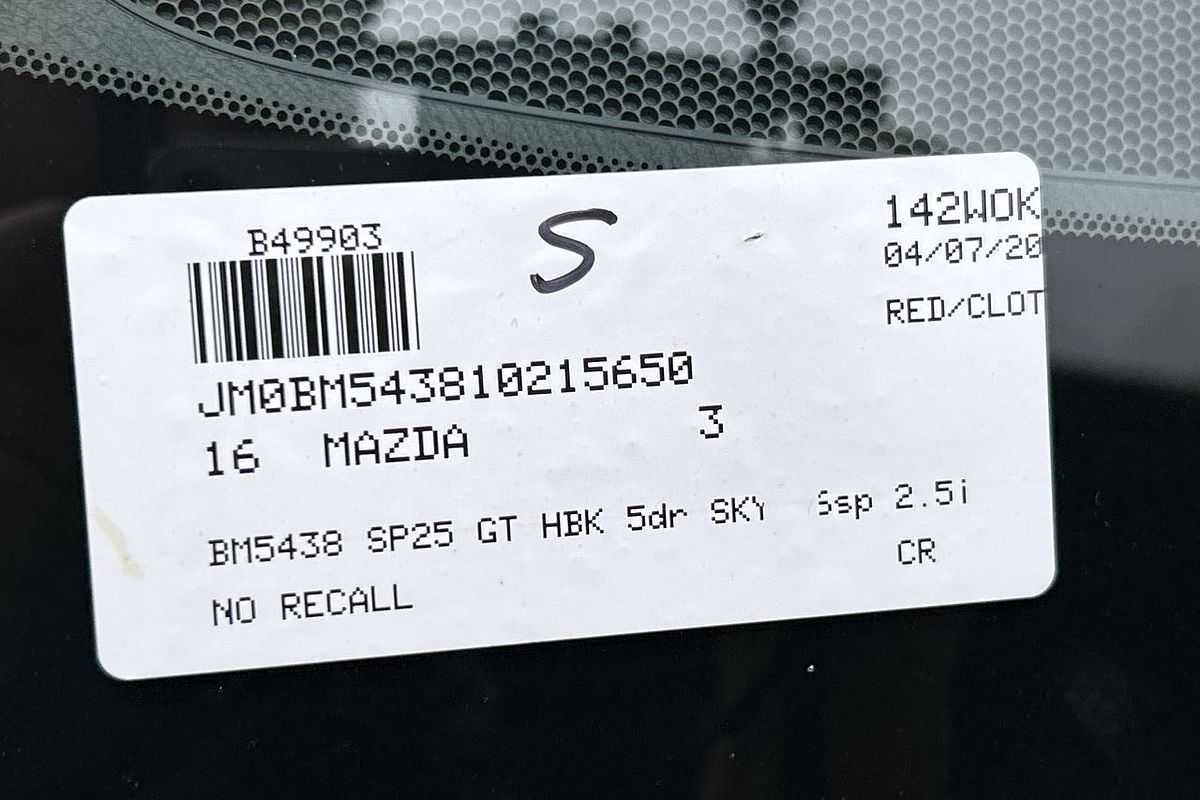 B49903
S
142WOK
04/07/20
RED/CLOT
JM0BM543810215650
16 MAZDA 3
BM5438 SP25 GT HBK 5dr SKY 6sp 2.5i
CR
NO RECALL